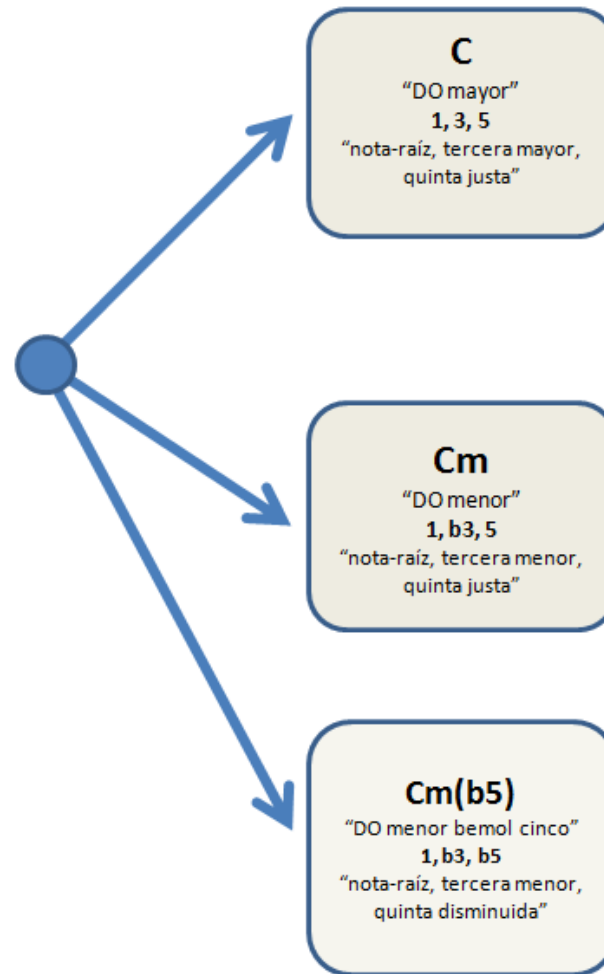 C
“DO mayor”
1, 3, 5
“nota-raíz, tercera mayor,
quinta justa”
Cm
“DO menor”
1, b3, 5
“nota-raíz, tercera menor,
quinta justa”
Cm(b5)
“DO menor bemol cinco”
1, b3, b5
“nota-raíz, tercera menor,
quinta disminuida”